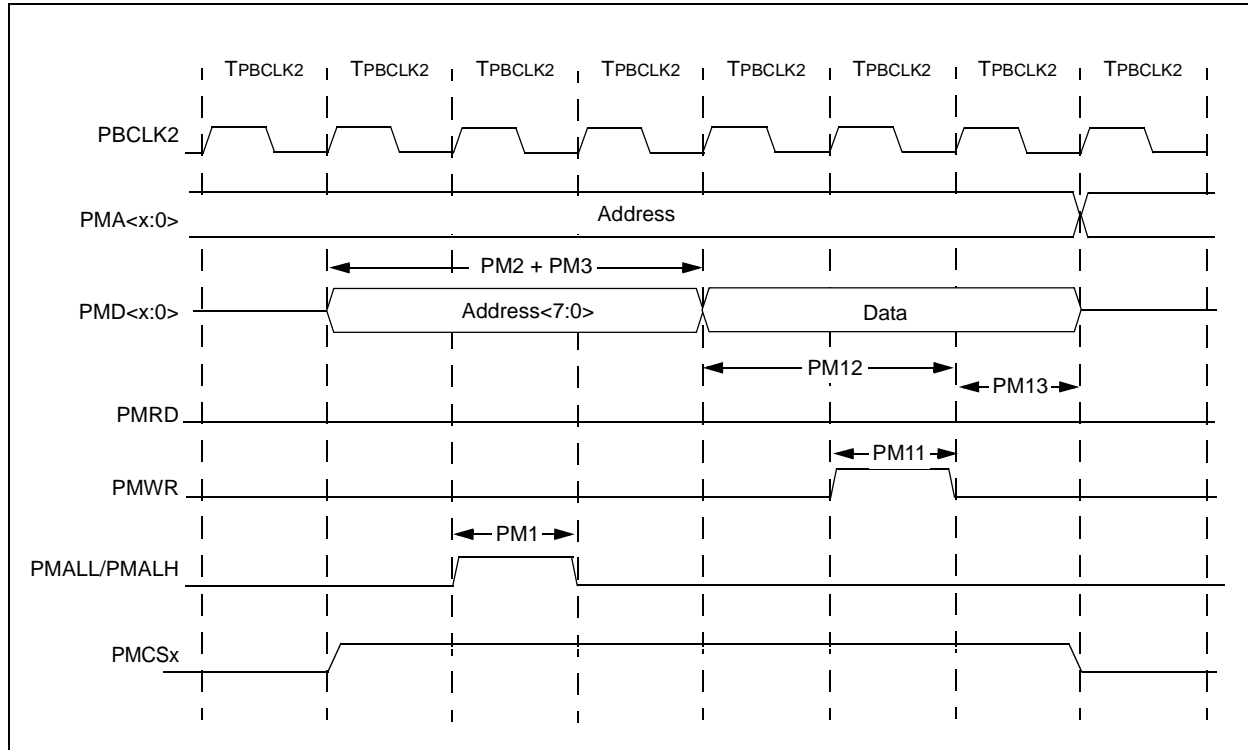 TPBCLK2 TPBCLK2 TPBCLK2 TPBCLK2 TPBCLK2 TPBCLK2 TPBCLK2 TPBCLK2
PBCLK2
PMA<x:0> Address
PM2 + PM3
PMD<x:0> Address<7:0> Data
PM12
PM13
PMRD
PM11
PMWR
PM1
PMALL/PMALH
PMCSx